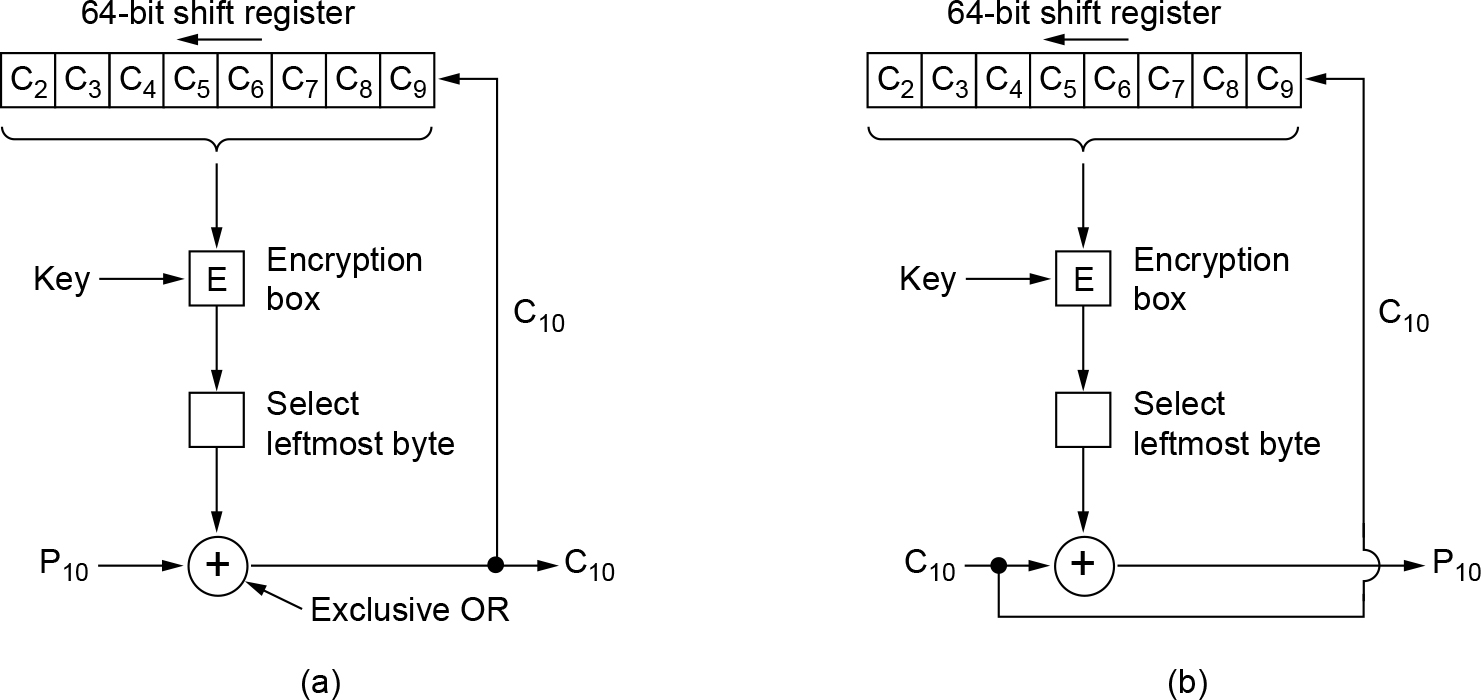 64-bit shift register
C2 C3 C4 C5 C6 C7 C8 C9
Key
E
Encryption
box
C10
Select
leftmost byte
P10
+
C10
Exclusive OR
(a)
64-bit shift register
C2 C3 C4 C5 C6 C7 C8 C9
Key
E
Encryption
box
C10
Select
leftmost byte
C10
+
P10
(b)